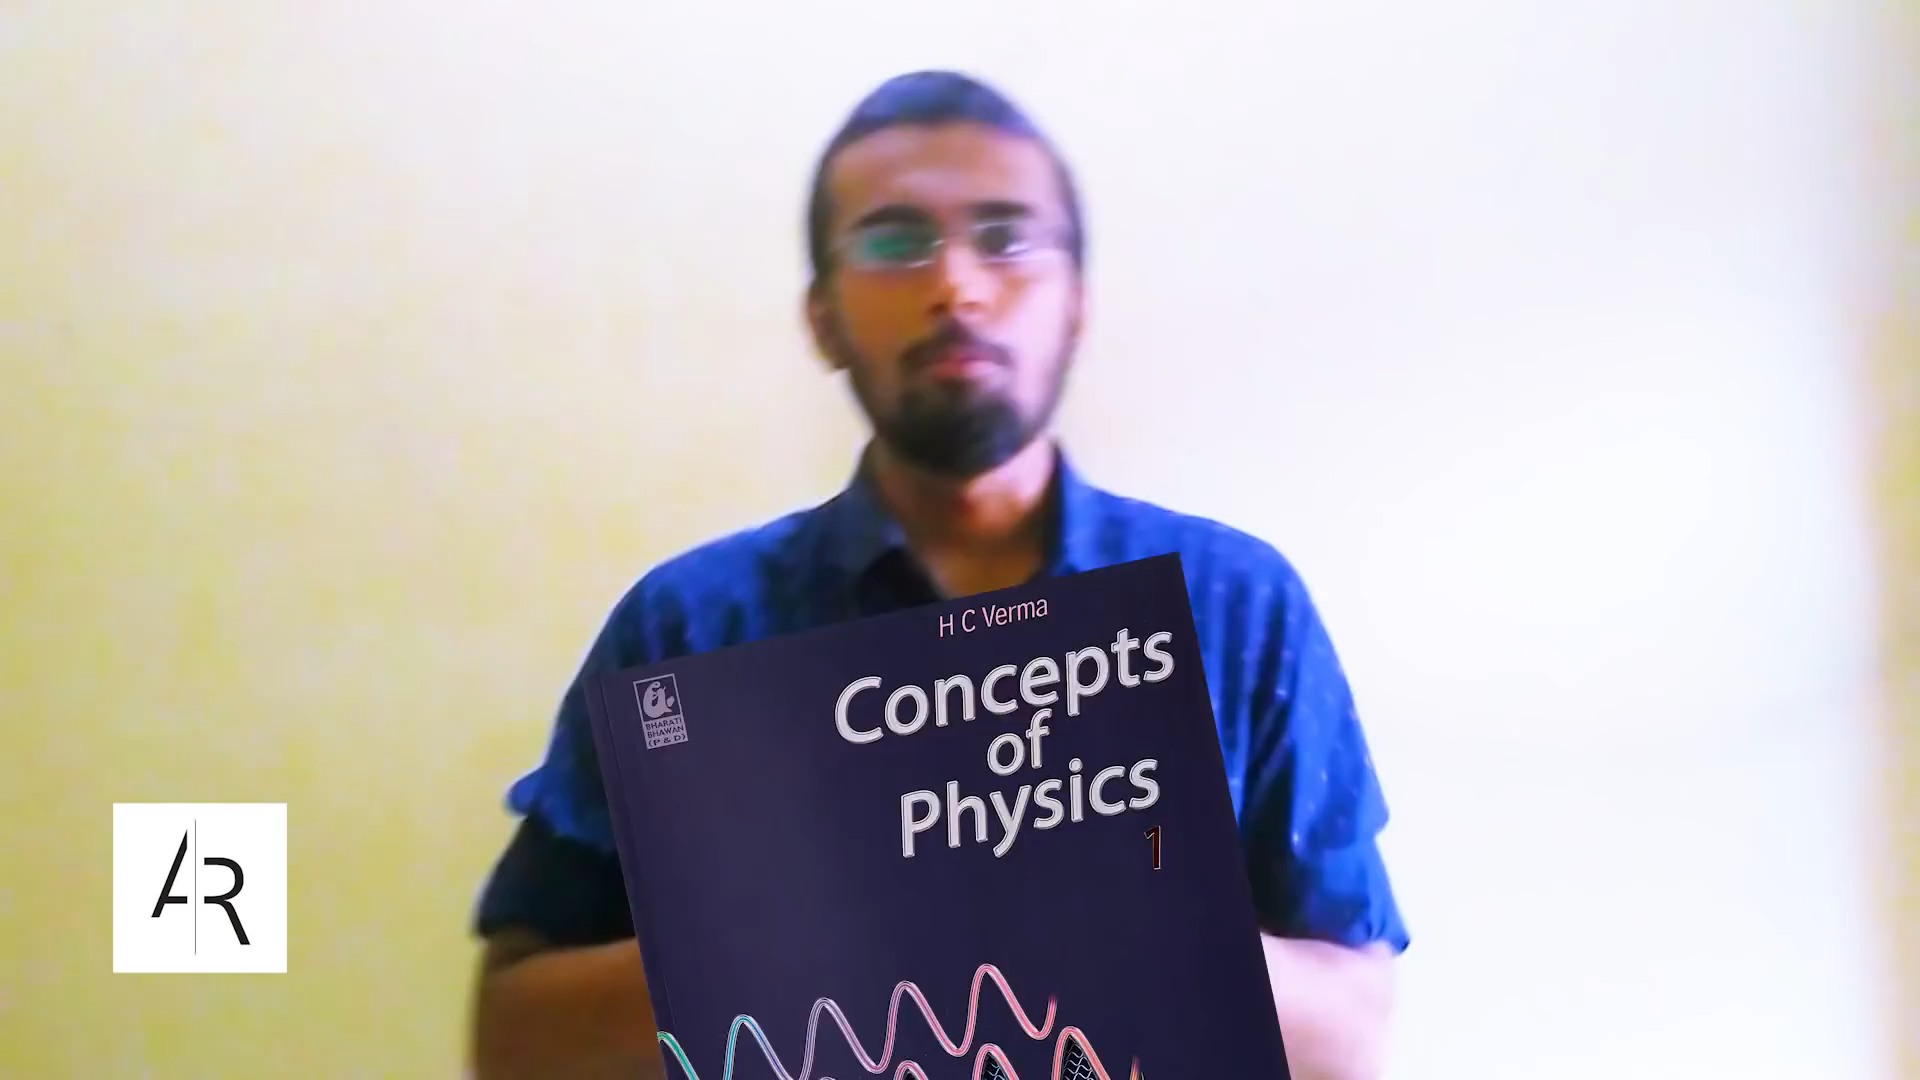 H C Verma
Concepts
of
Physics
1
BHARATI
BHAWAN
(P & D)
AR